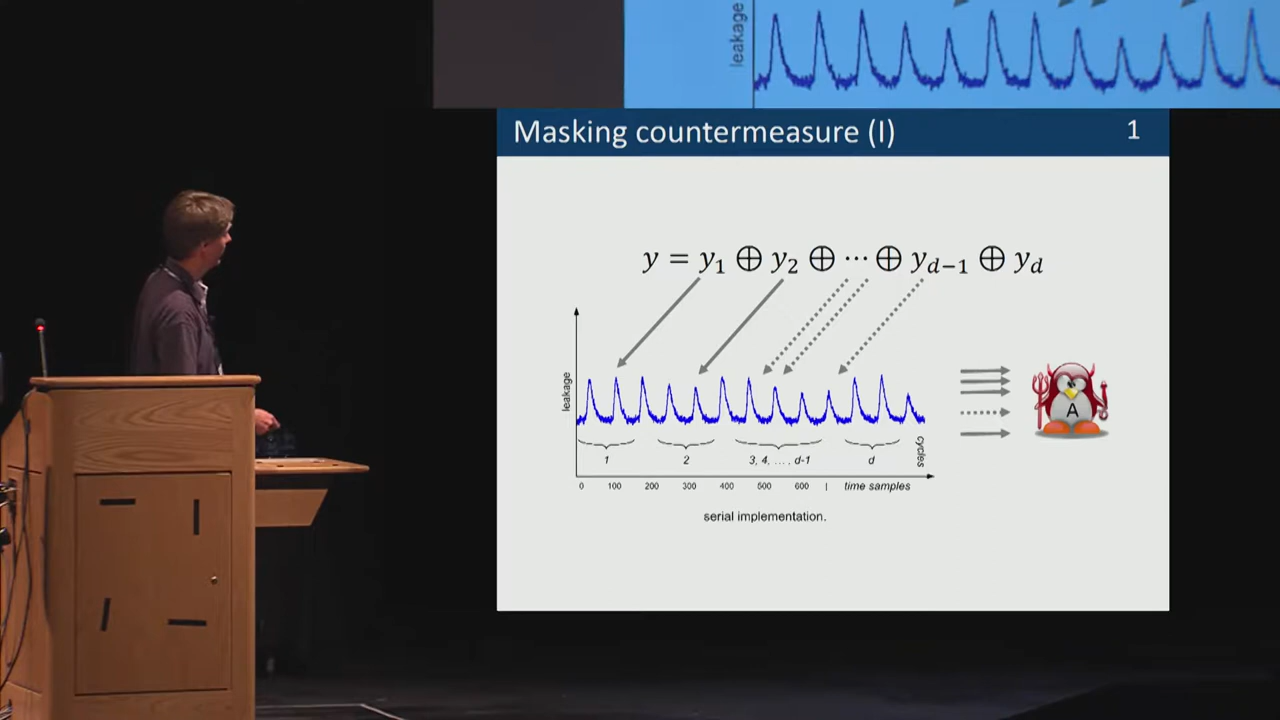 leakage
Masking countermeasure (I) 1
y = y₁ ⊕ y₂ ⊕ ⋯ ⊕ y_{d−1} ⊕ y_d
leakage
A
1 2 3, 4, ... , d-1 d
cycles
0 100 200 300 400 500 600 | time samples
serial implementation.